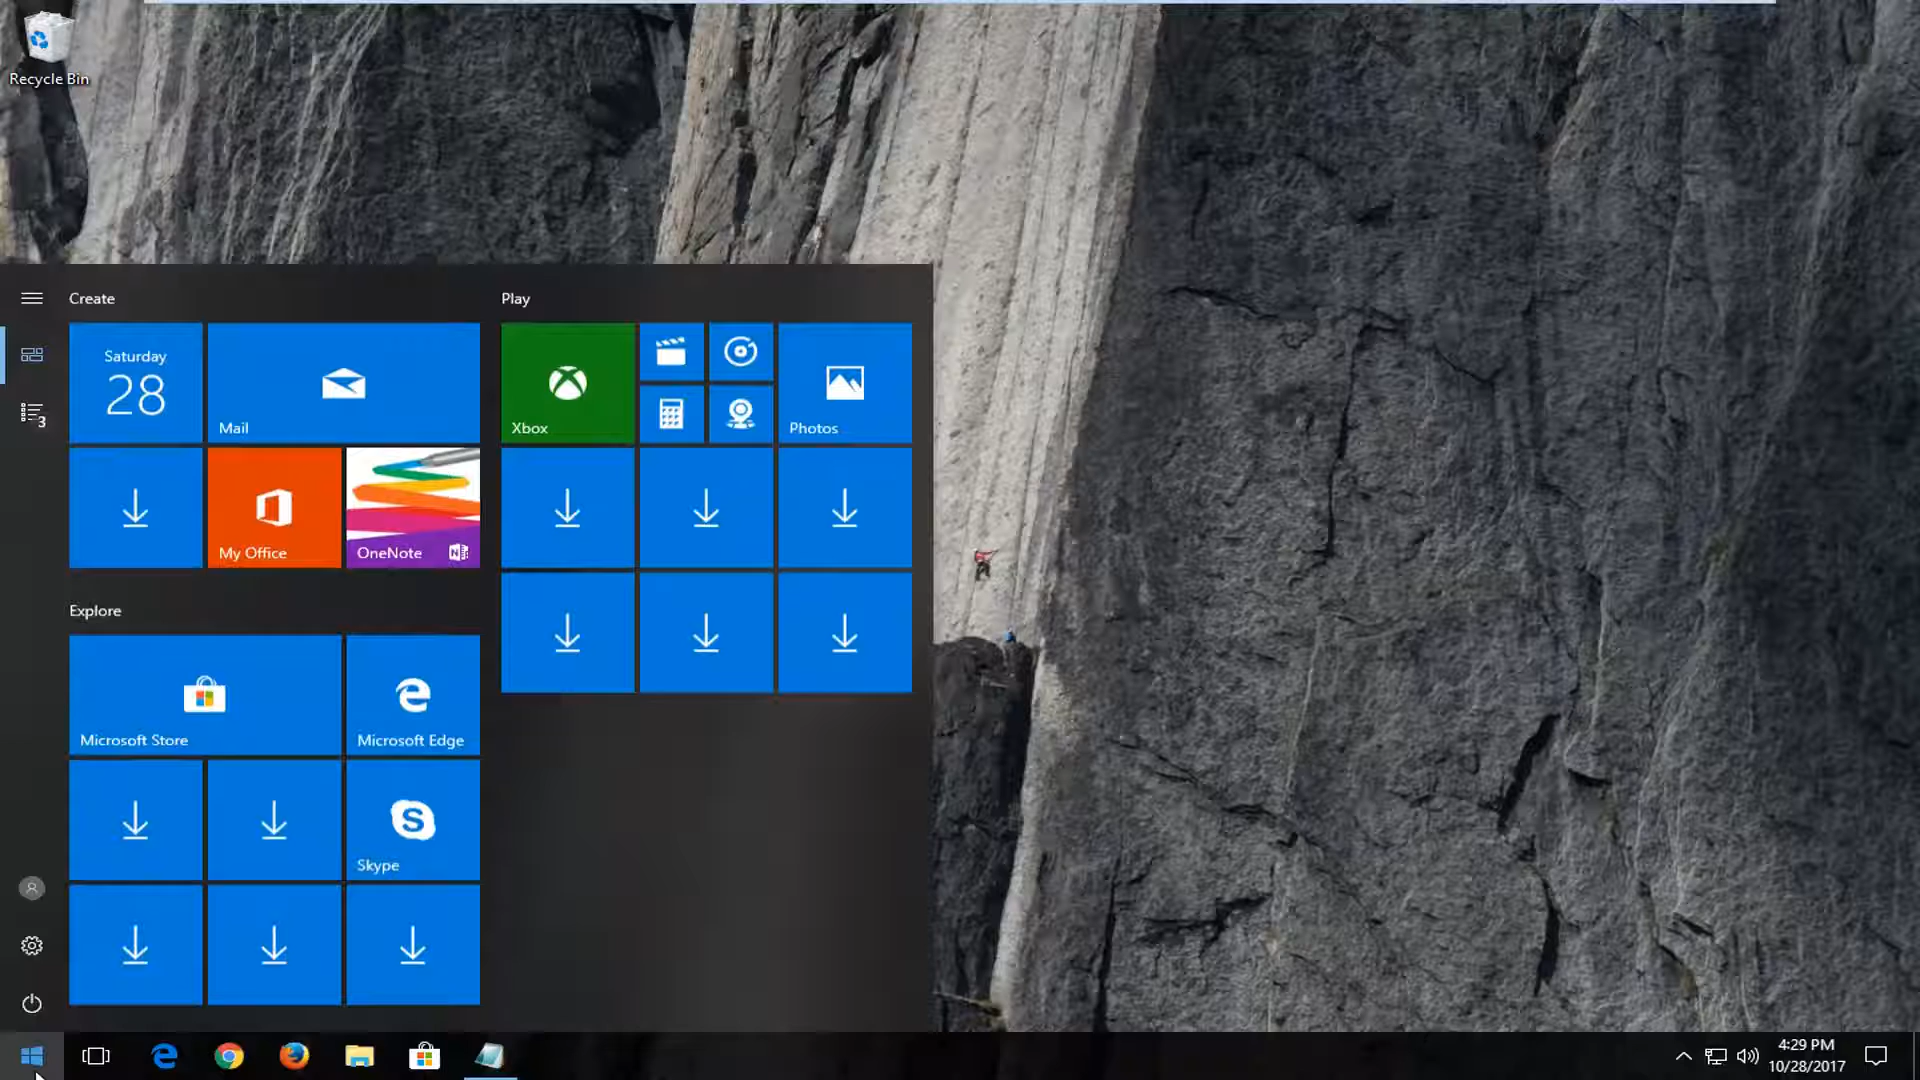 Recycle Bin
Create
Play
Saturday
28
Mail
Xbox
Photos
3
My Office
OneNote
N
Explore
Microsoft Store
Microsoft Edge
S
Skype
4:29 PM
10/28/2017